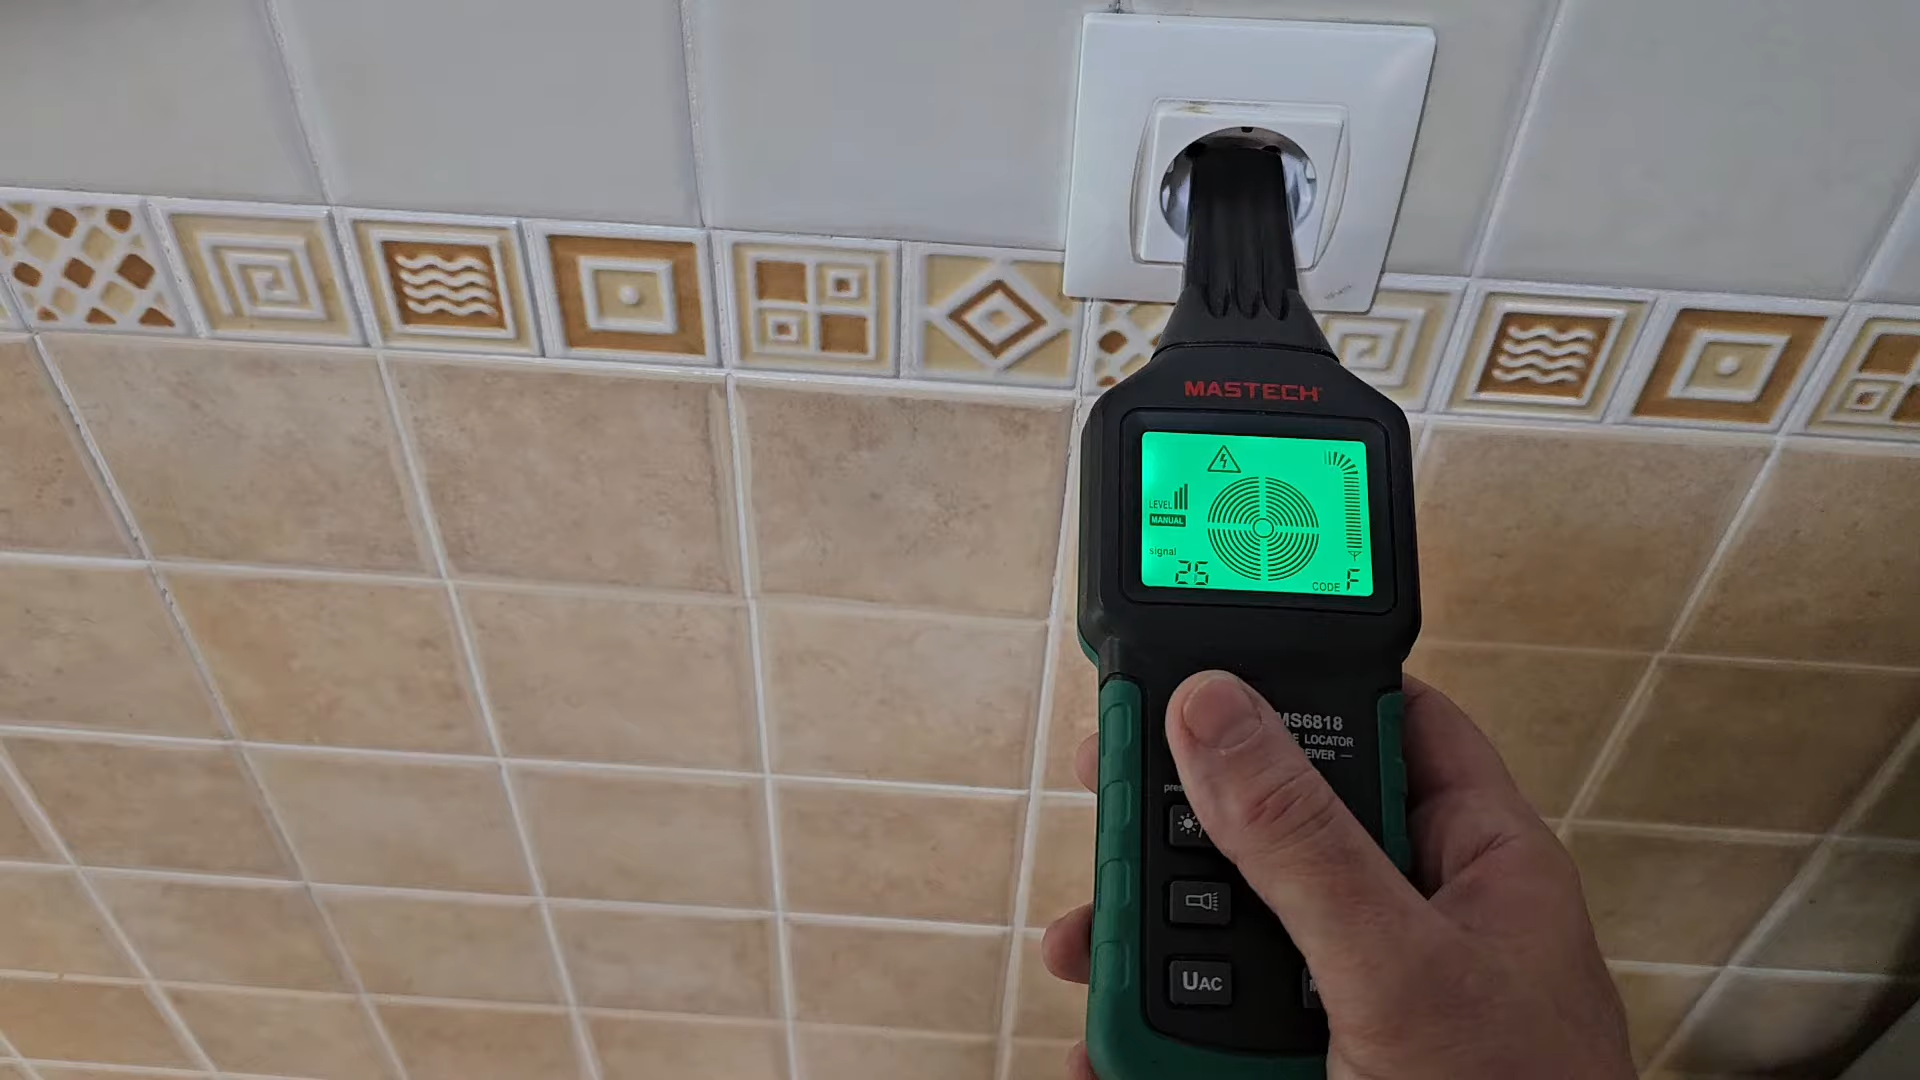 MASTECH
LEVEL
MANUAL
signal
26
CODE F
MS6818
LOCATOR
UAC